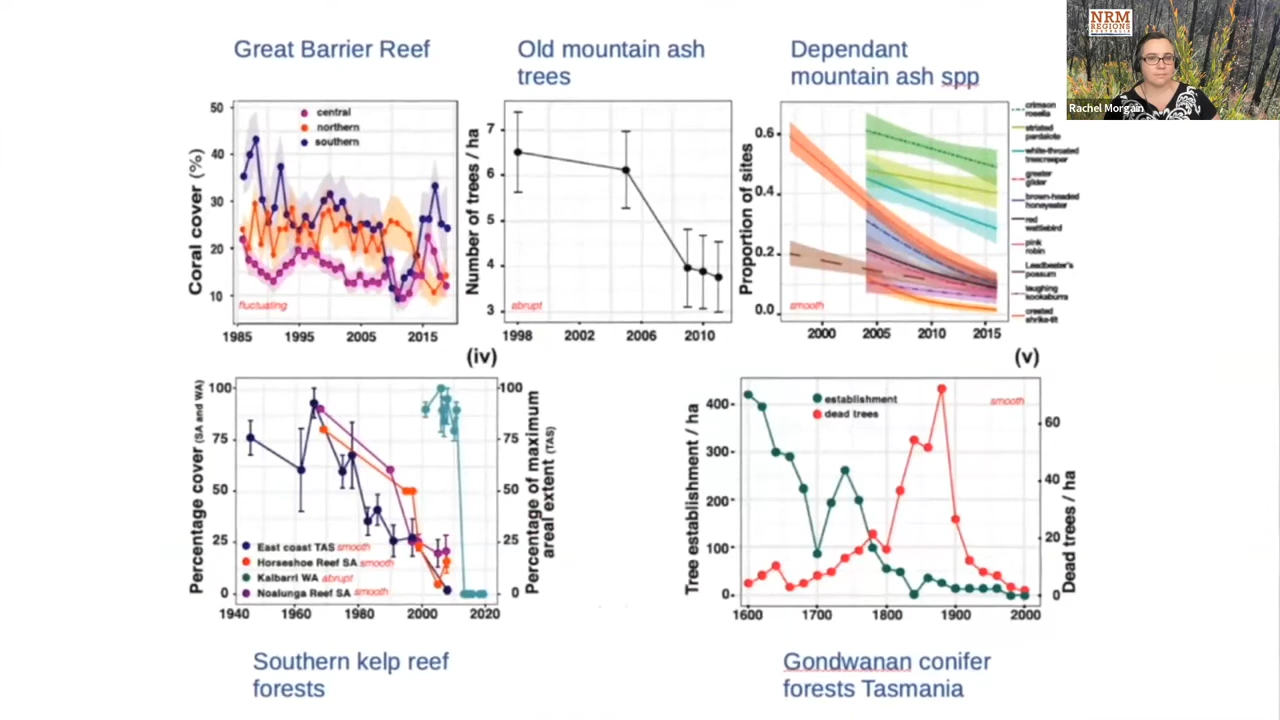 NRM
REGIONS
AUSTRALIA
Rachel Morgain
Great Barrier Reef
Old mountain ash
trees
Dependant
mountain ash spp
Coral cover (%)
50
40
30
20
10
central
northern
southern
fluctuating
1985
1995
2005
2015
Number of trees / ha
7
6
5
4
3
abrupt
1998
2002
2006
2010
Proportion of sites
0.6
0.4
0.2
0.0
smooth
2000
2005
2010
2015
crimson
rosella
striated
pardalote
white-throated
treecreeper
greater
glider
brown-headed
honeyeater
red
wattlebird
pink
robin
Leadbeater's
possum
laughing
kookaburra
crested
shrike-tit
(iv)
(v)
Percentage cover (SA and WA)
100
75
50
25
0
East coast TAS smooth
Horseshoe Reef SA smooth
Kalbarri WA abrupt
Noalunga Reef SA smooth
1940
1960
1980
2000
2020
100
75
50
25
0
Percentage of maximum
areal extent (TAS)
Tree establishment / ha
400
300
200
100
0
establishment
dead trees
smooth
60
40
20
0
Dead trees / ha
1600
1700
1800
1900
2000
Southern kelp reef
forests
Gondwanan conifer
forests Tasmania